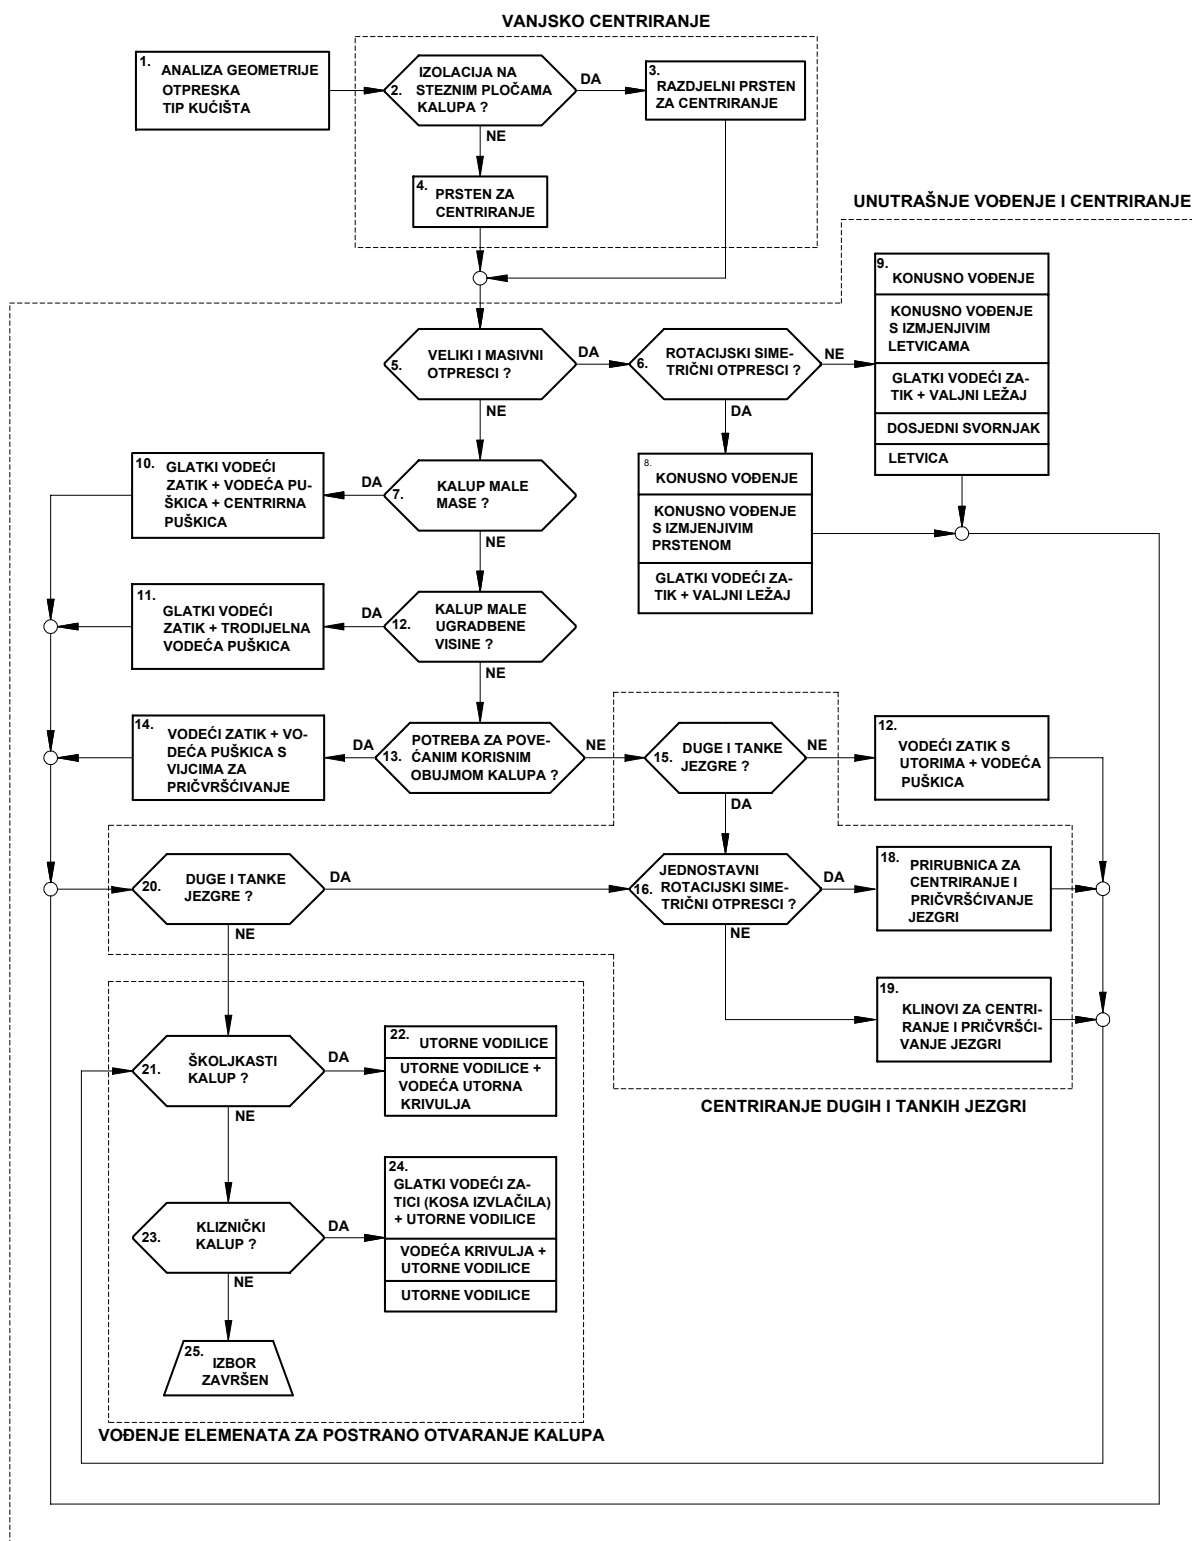 VANJSKO CENTRIRANJE
1.
ANALIZA GEOMETRIJE
OTPRESKA
TIP KUĆIŠTA
IZOLACIJA NA
2. STEZNIM PLOČAMA
KALUPA ?
DA
NE
3.
RAZDJELNI PRSTEN
ZA CENTRIRANJE
4.
PRSTEN ZA
CENTRIRANJE
UNUTRAŠNJE VOĐENJE I CENTRIRANJE
VELIKI I MASIVNI
5. OTPRESCI ?
DA
NE
ROTACIJSKI SIME-
6. TRIČNI OTPRESCI ?
NE
DA
9.
KONUSNO VOĐENJE
KONUSNO VOĐENJE
S IZMJENJIVIM
LETVICAMA
GLATKI VODEĆI ZA-
TIK + VALJNI LEŽAJ
DOSJEDNI SVORNJAK
LETVICA
8.
KONUSNO VOĐENJE
KONUSNO VOĐENJE
S IZMJENJIVIM
PRSTENOM
GLATKI VODEĆI ZA-
TIK + VALJNI LEŽAJ
10. GLATKI VODEĆI
ZATIK + VODEĆA PU-
ŠKICA + CENTRIRNA
PUŠKICA
DA
KALUP MALE
7. MASE ?
NE
11.
GLATKI VODEĆI
ZATIK + TRODIJELNA
VODEĆA PUŠKICA
DA
KALUP MALE
12. UGRADBENE
VISINE ?
NE
14.
VODEĆI ZATIK + VO-
DEĆA PUŠKICA S
VIJCIMA ZA
PRIČVRŠĆIVANJE
DA
POTREBA ZA POVE-
13. ĆANIM KORISNIM
OBUJMOM KALUPA ?
NE
DUGE I TANKE
15. JEZGRE ?
NE
DA
12.
VODEĆI ZATIK S
UTORIMA + VODEĆA
PUŠKICA
DUGE I TANKE
20. JEZGRE ?
DA
NE
JEDNOSTAVNI
16. ROTACIJSKI SIME-
TRIČNI OTPRESCI ?
DA
NE
18.
PRIRUBNICA ZA
CENTRIRANJE I
PRIČVRŠĆIVANJE
JEZGRI
19.
KLINOVI ZA CENTRI-
RANJE I PRIČVRŠĆI-
VANJE JEZGRI
CENTRIRANJE DUGIH I TANKIH JEZGRI
ŠKOLJKASTI
21. KALUP ?
DA
NE
22.
UTORNE VODILICE
UTORNE VODILICE +
VODEĆA UTORNA
KRIVULJA
KLIZNIČKI
23. KALUP ?
DA
NE
24.
GLATKI VODEĆI ZA-
TICI (KOSA IZVLAČILA)
+ UTORNE VODILICE
VODEĆA KRIVULJA +
UTORNE VODILICE
UTORNE VODILICE
25.
IZBOR
ZAVRŠEN
VOĐENJE ELEMENATA ZA POSTRANO OTVARANJE KALUPA